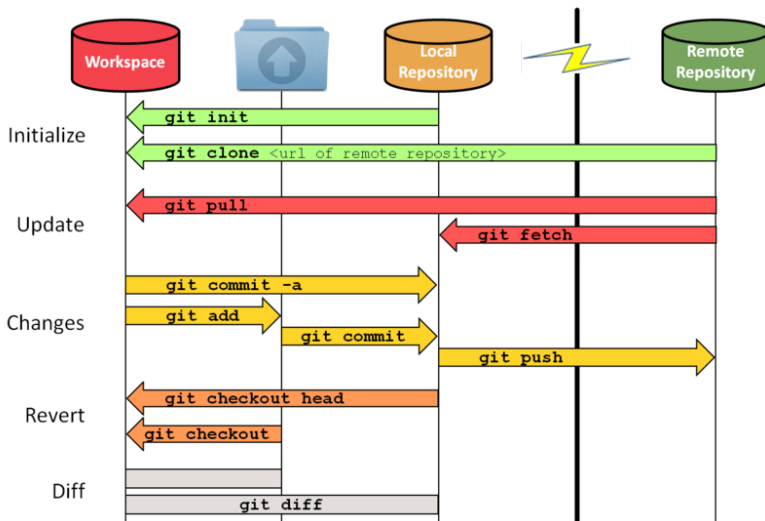 Workspace
Local
Repository
Remote
Repository
Initialize
git init
git clone <url of remote repository>
Update
git pull
git fetch
Changes
git commit -a
git add
git commit
git push
Revert
git checkout head
git checkout
Diff
git diff